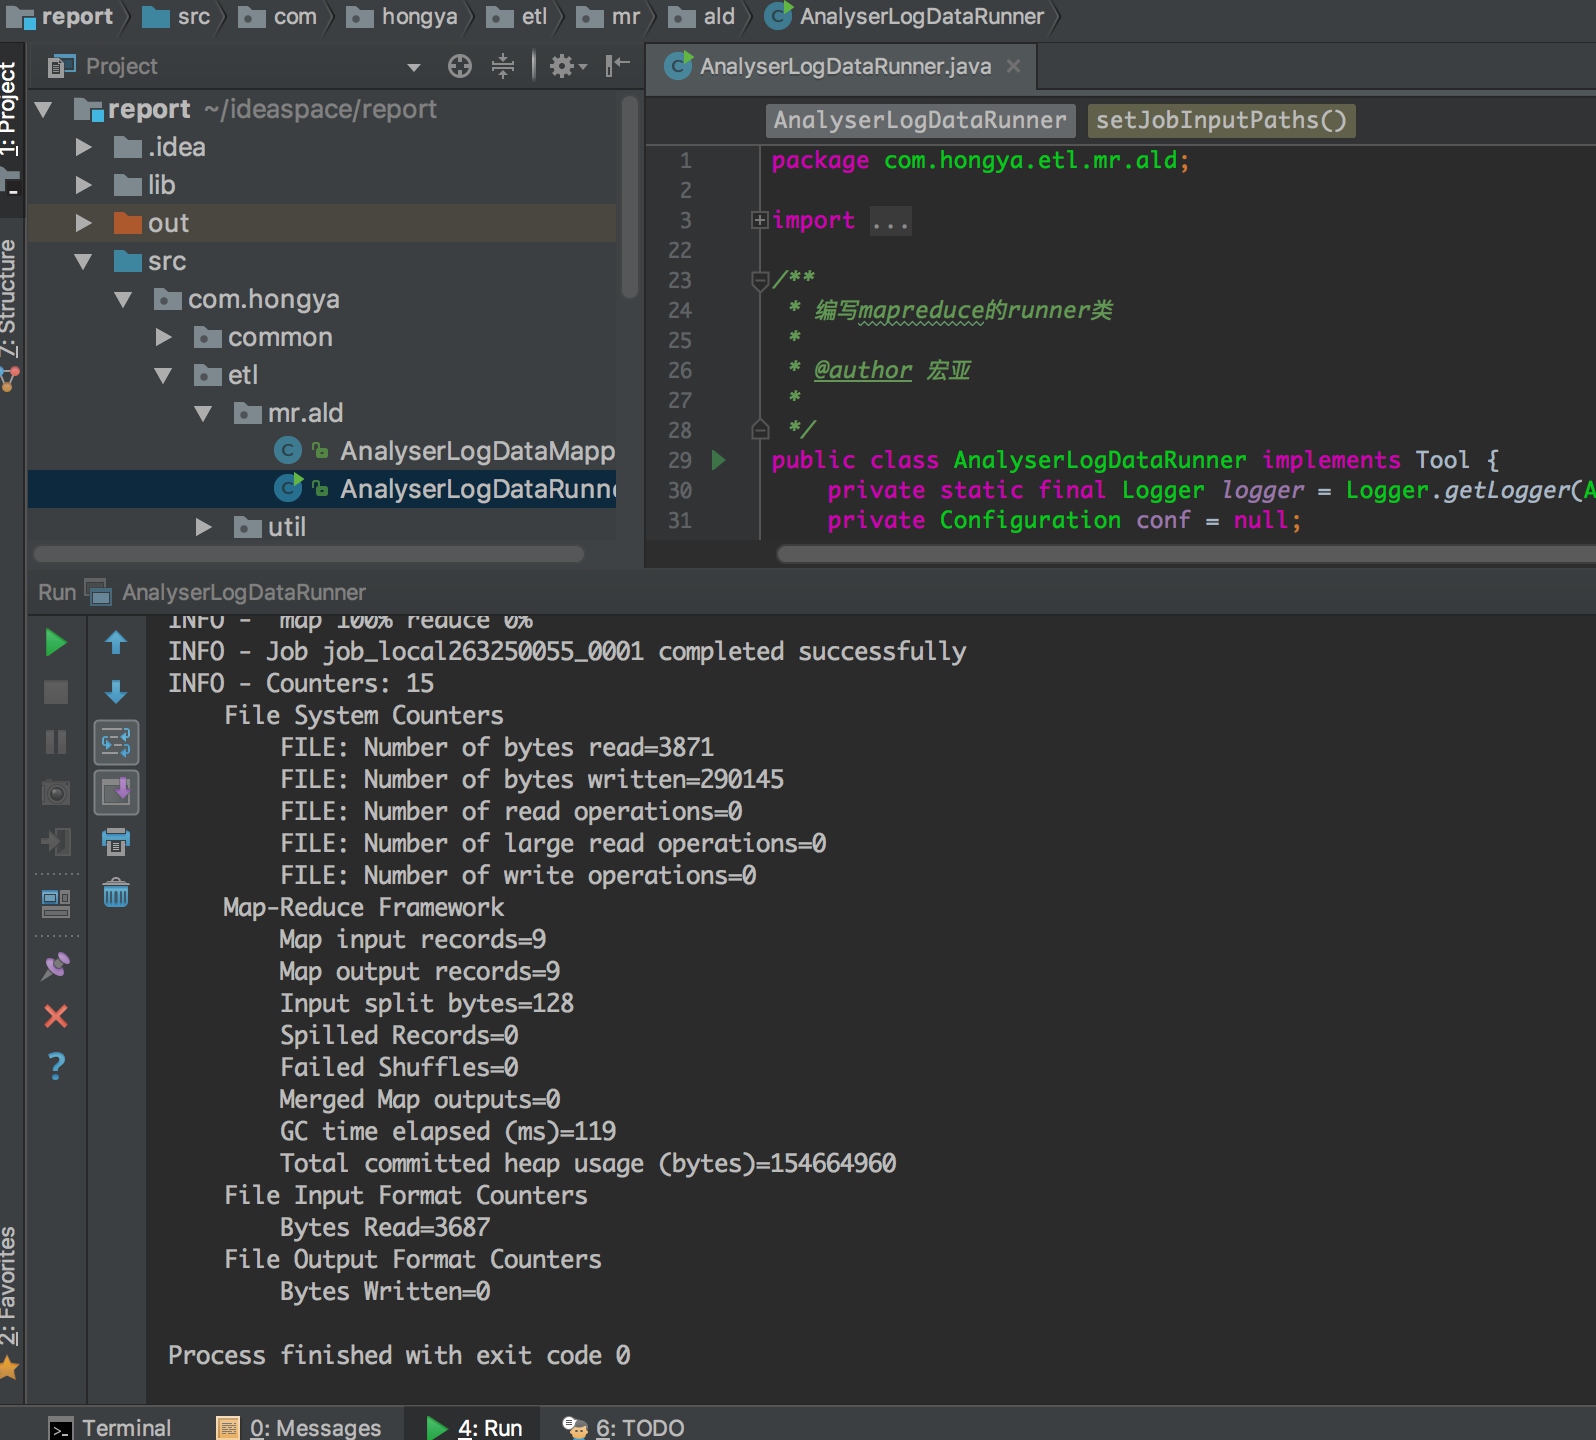 report src com hongya etl mr ald AnalyserLogDataRunner
Project
AnalyserLogDataRunner.java
1: Project
7: Structure
2: Favorites
report ~/ideaspace/report
.idea
lib
out
src
com.hongya
common
etl
mr.ald
AnalyserLogDataMapp
AnalyserLogDataRunn
util
AnalyserLogDataRunner setJobInputPaths()
1 package com.hongya.etl.mr.ald;
2
3 import ...
22
23 /**
24 * 编写mapreduce的runner类
25 *
26 * @author 宏亚
27 *
28 */
29 public class AnalyserLogDataRunner implements Tool {
30 private static final Logger logger = Logger.getLogger(A
31 private Configuration conf = null;
Run AnalyserLogDataRunner
INFO - map 100% reduce 0%
INFO - Job job_local263250055_0001 completed successfully
INFO - Counters: 15
File System Counters
FILE: Number of bytes read=3871
FILE: Number of bytes written=290145
FILE: Number of read operations=0
FILE: Number of large read operations=0
FILE: Number of write operations=0
Map-Reduce Framework
Map input records=9
Map output records=9
Input split bytes=128
Spilled Records=0
Failed Shuffles=0
Merged Map outputs=0
GC time elapsed (ms)=119
Total committed heap usage (bytes)=154664960
File Input Format Counters
Bytes Read=3687
File Output Format Counters
Bytes Written=0
Process finished with exit code 0
Terminal 0: Messages 4: Run 6: TODO